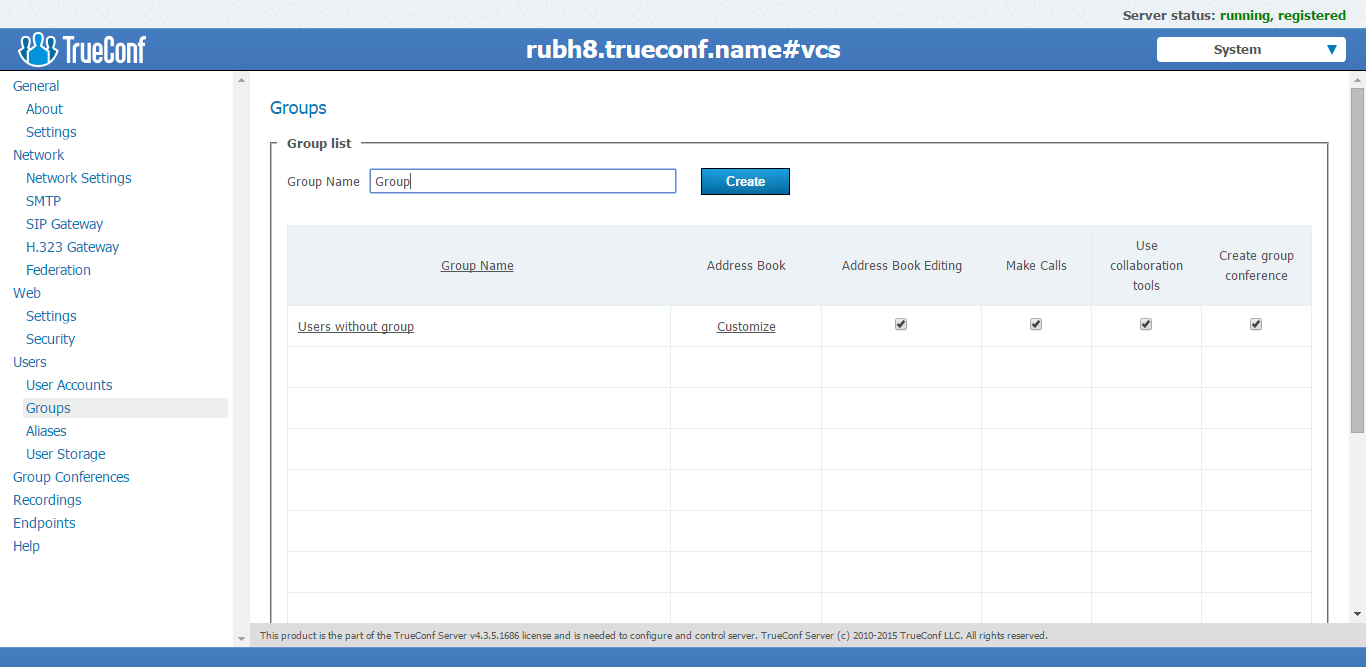 Server status: running, registered
TrueConf
rubh8.trueconf.name#vcs
System
General
About
Settings
Network
Network Settings
SMTP
SIP Gateway
H.323 Gateway
Federation
Web
Settings
Security
Users
User Accounts
Groups
Aliases
User Storage
Group Conferences
Recordings
Endpoints
Help
Groups
Group list
Group Name Group Create
Group Name Address Book Address Book Editing Make Calls Use collaboration tools Create group conference
Users without group Customize
This product is the part of the TrueConf Server v4.3.5.1686 license and is needed to configure and control server. TrueConf Server (c) 2010-2015 TrueConf LLC. All rights reserved.